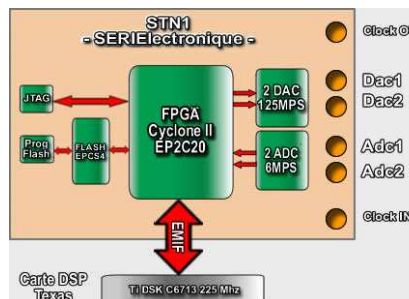 STN1
- SERIElectronique -
Clock O
JTAG
FPGA
Cyclone II
EP2C20
2 DAC
125MPS
Dac1
Dac2
Prog
Flash
FLASH
EPCS4
2 ADC
6MPS
Adc1
Adc2
Clock IN
EMIF
Carte DSP
Texas
Ti DSK C6713 225 Mhz